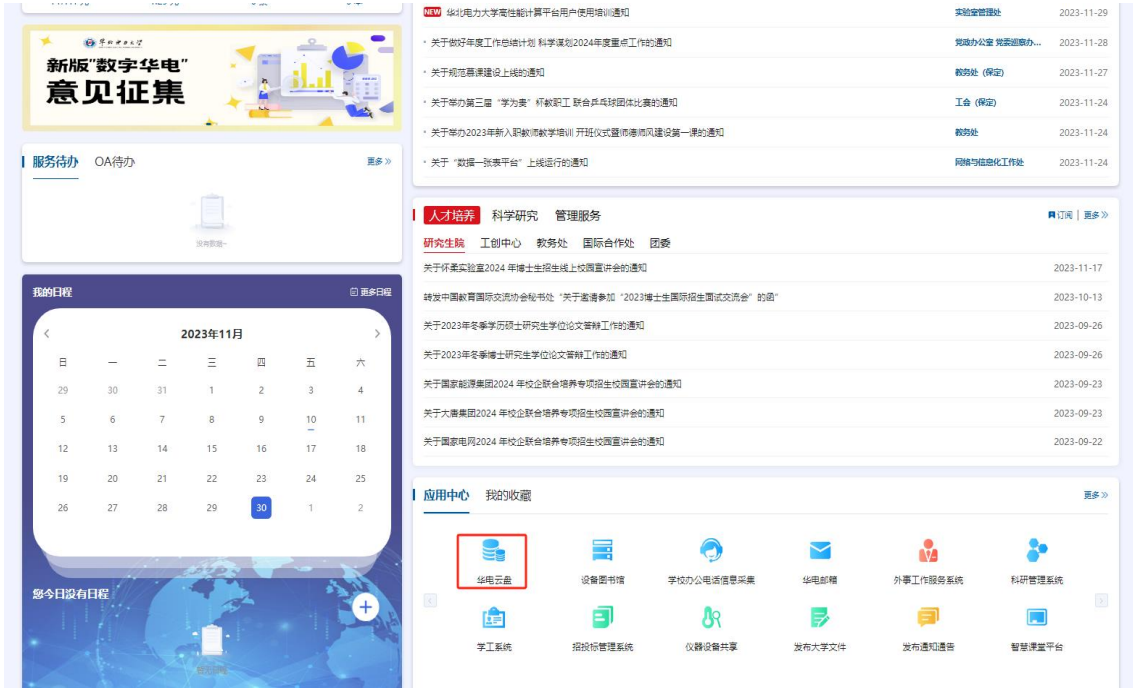 华北电力大学
新版"数字华电"
意见征集
服务待办 OA待办 更多》
没有数据~
我的日程 更多日程
2023年11月
日 一 二 三 四 五 六
29 30 31 1 2 3 4
5 6 7 8 9 10 11
12 13 14 15 16 17 18
19 20 21 22 23 24 25
26 27 28 29 30 1 2
您今日没有日程
NEW 华北电力大学高性能计算平台用户使用培训通知 实验室管理处 2023-11-29
· 关于做好年度工作总结计划 科学谋划2024年度重点工作的通知 党政办公室 党委巡察办... 2023-11-28
· 关于规范慕课建设上线的通知 教务处 (保定) 2023-11-27
· 关于举办第三届“学为麦”杯教职工 联合乒乓球团体比赛的通知 工会 (保定) 2023-11-24
· 关于举办2023年新入职教师教学培训 开班仪式暨师德师风建设第一课的通知 教务处 2023-11-24
· 关于“数据一张表平台”上线运行的通知 网络与信息化工作处 2023-11-24
人才培养 科学研究 管理服务 订阅 | 更多》
研究生院 工创中心 教务处 国际合作处 团委
关于怀柔实验室2024 年博士生招生线上校园宣讲会的通知 2023-11-17
转发中国教育国际交流协会秘书处“关于邀请参加“2023博士生国际招生面试交流会”的函” 2023-10-13
关于2023年冬季学历硕士研究生学位论文答辩工作的通知 2023-09-26
关于2023年冬季博士研究生学位论文答辩工作的通知 2023-09-26
关于国家能源集团2024 年校企联合培养专项招生校园宣讲会的通知 2023-09-23
关于大唐集团2024 年校企联合培养专项招生校园宣讲会的通知 2023-09-23
关于国家电网2024 年校企联合培养专项招生校园宣讲会的通知 2023-09-22
应用中心 我的收藏 更多》
华电云盘 设备图书馆 学校办公电话信息采集 华电邮箱 外事工作服务系统 科研管理系统
学工系统 招投标管理系统 仪器设备共享 发布大学文件 发布通知通告 智慧课堂平台